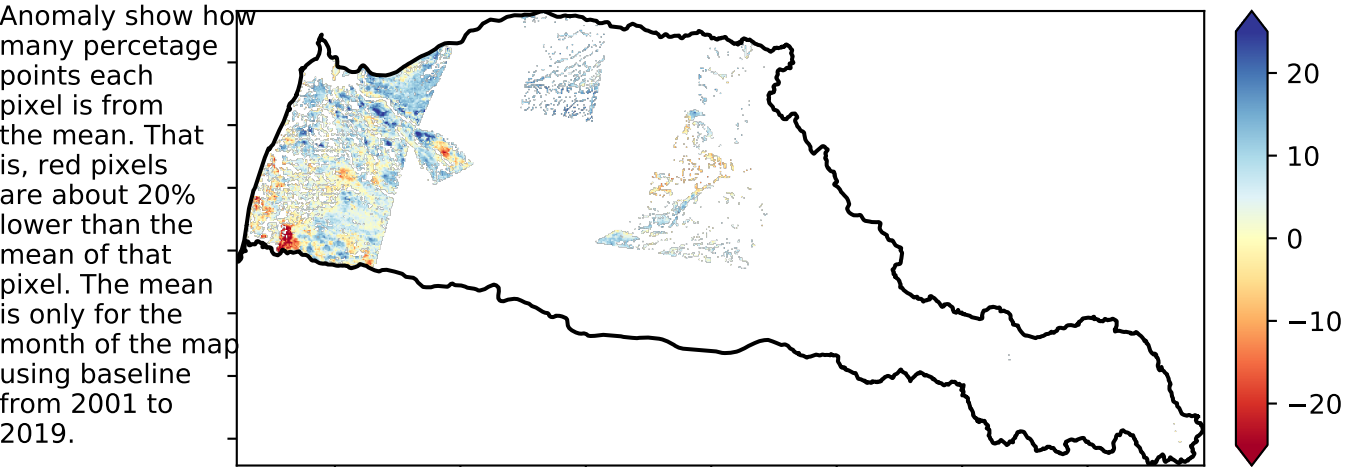 Anomaly show how
many percetage
points each
pixel is from
the mean. That
is, red pixels
are about 20%
lower than the
mean of that
pixel. The mean
is only for the
month of the map
using baseline
from 2001 to
2019.
20
10
0
−10
−20